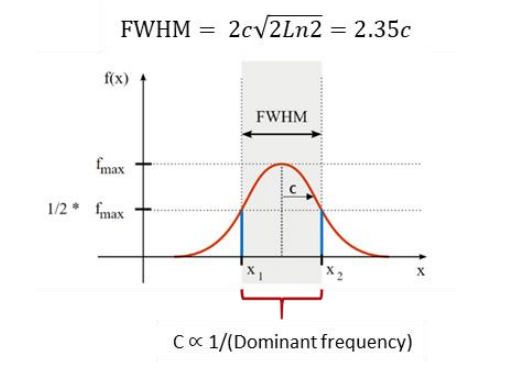 FWHM = 2c√2Ln2 = 2.35c
f(x)
FWHM
fmax
c
1/2 * fmax
x1 x2 x
C ∝ 1/(Dominant frequency)